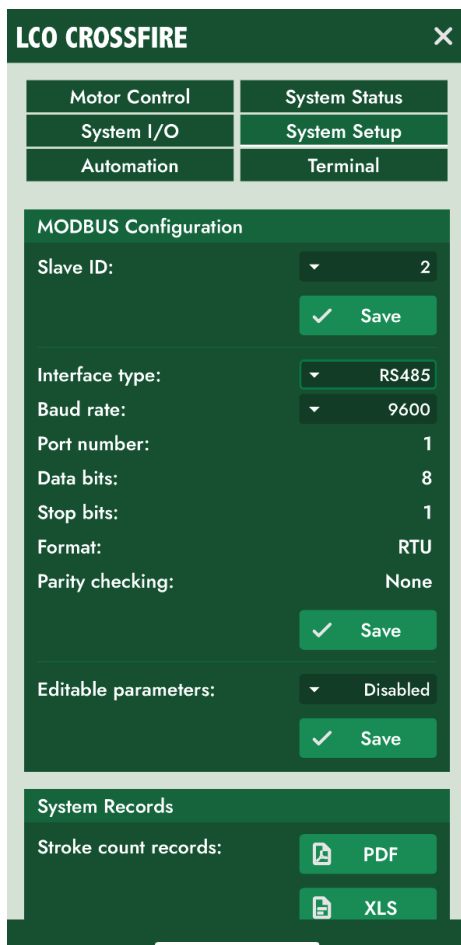 LCO CROSSFIRE
Motor Control System Status
System I/O System Setup
Automation Terminal
MODBUS Configuration
Slave ID: 2
Save
Interface type: RS485
Baud rate: 9600
Port number: 1
Data bits: 8
Stop bits: 1
Format: RTU
Parity checking: None
Save
Editable parameters: Disabled
Save
System Records
Stroke count records: PDF
XLS